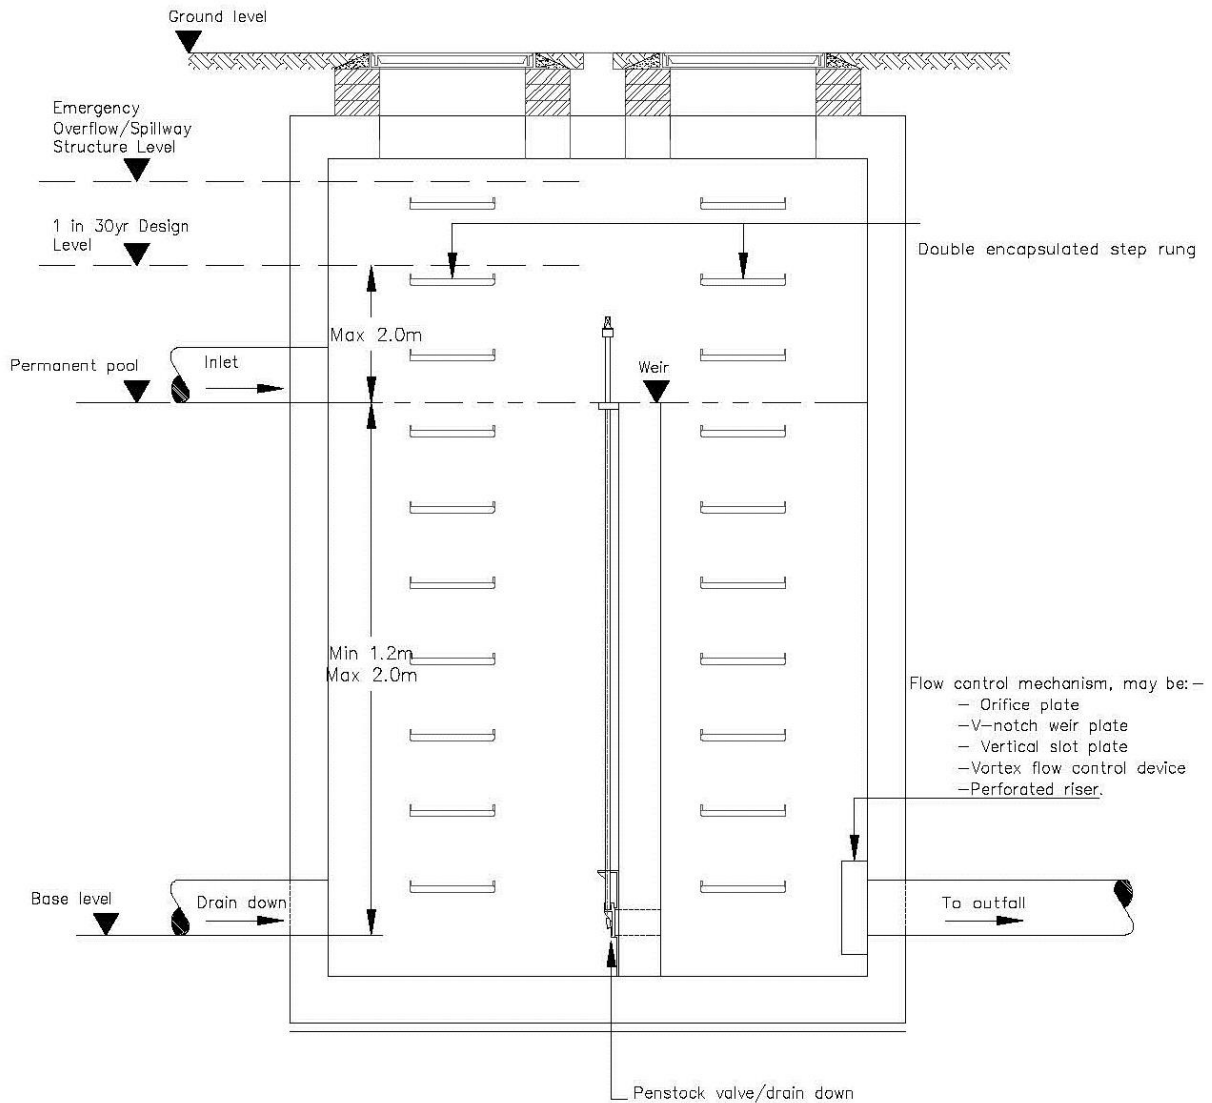 Ground level
Emergency
Overflow/Spillway
Structure Level
1 in 30yr Design
Level
Double encapsulated step rung
Max 2.0m
Permanent pool
Inlet
Weir
Min 1.2m
Max 2.0m
Flow control mechanism, may be:-
- Orifice plate
-V-notch weir plate
- Vertical slot plate
-Vortex flow control device
-Perforated riser.
Base level
Drain down
To outfall
Penstock valve/drain down